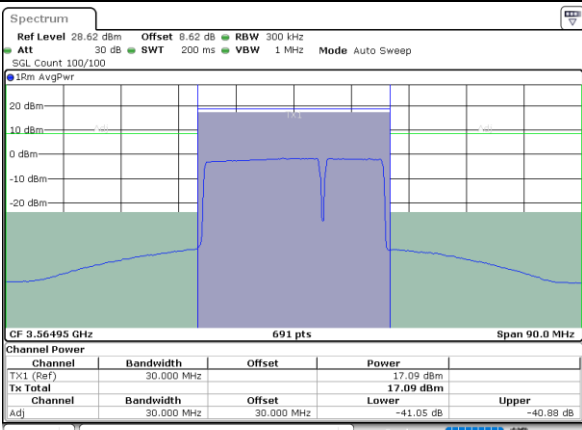 Spectrum
Ref Level 28.62 dBm Offset 8.62 dB RBW 300 kHz
Att 30 dB SWT 200 ms VBW 1 MHz Mode Auto Sweep
SGL Count 100/100
1Rm AvgPwr
20 dBm
TX1
10 dBm Adj Adj
0 dBm
-10 dBm
-20 dBm
CF 3.56495 GHz 691 pts Span 90.0 MHz
Channel Power
Channel Bandwidth Offset Power
TX1 (Ref) 30.000 MHz 17.09 dBm
Tx Total 17.09 dBm
Channel Bandwidth Offset Lower Upper
Adj 30.000 MHz 30.000 MHz -41.05 dB -40.88 dB